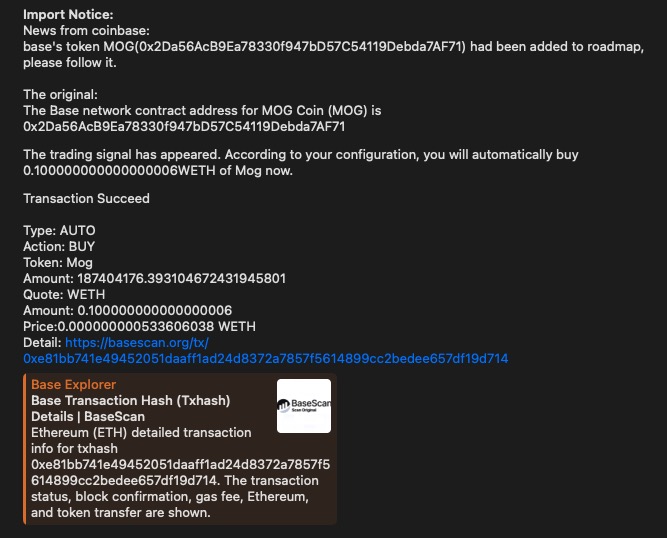 Import Notice:
News from coinbase:
base's token MOG(0x2Da56AcB9Ea78330f947bD57C54119Debda7AF71) had been added to roadmap,
please follow it.
The original:
The Base network contract address for MOG Coin (MOG) is
0x2Da56AcB9Ea78330f947bD57C54119Debda7AF71
The trading signal has appeared. According to your configuration, you will automatically buy
0.100000000000000006WETH of Mog now.
Transaction Succeed
Type: AUTO
Action: BUY
Token: Mog
Amount: 187404176.393104672431945801
Quote: WETH
Amount: 0.100000000000000006
Price:0.000000000533606038 WETH
Detail: https://basescan.org/tx/
0xe81bb741e49452051daaff1ad24d8372a7857f5614899cc2bedee657df19d714
Base Explorer
Base Transaction Hash (Txhash)
Details | BaseScan
Ethereum (ETH) detailed transaction
info for txhash
0xe81bb741e49452051daaff1ad24d8372a7857f5
614899cc2bedee657df19d714. The transaction
status, block confirmation, gas fee, Ethereum,
and token transfer are shown.
BaseScan
Scan Original